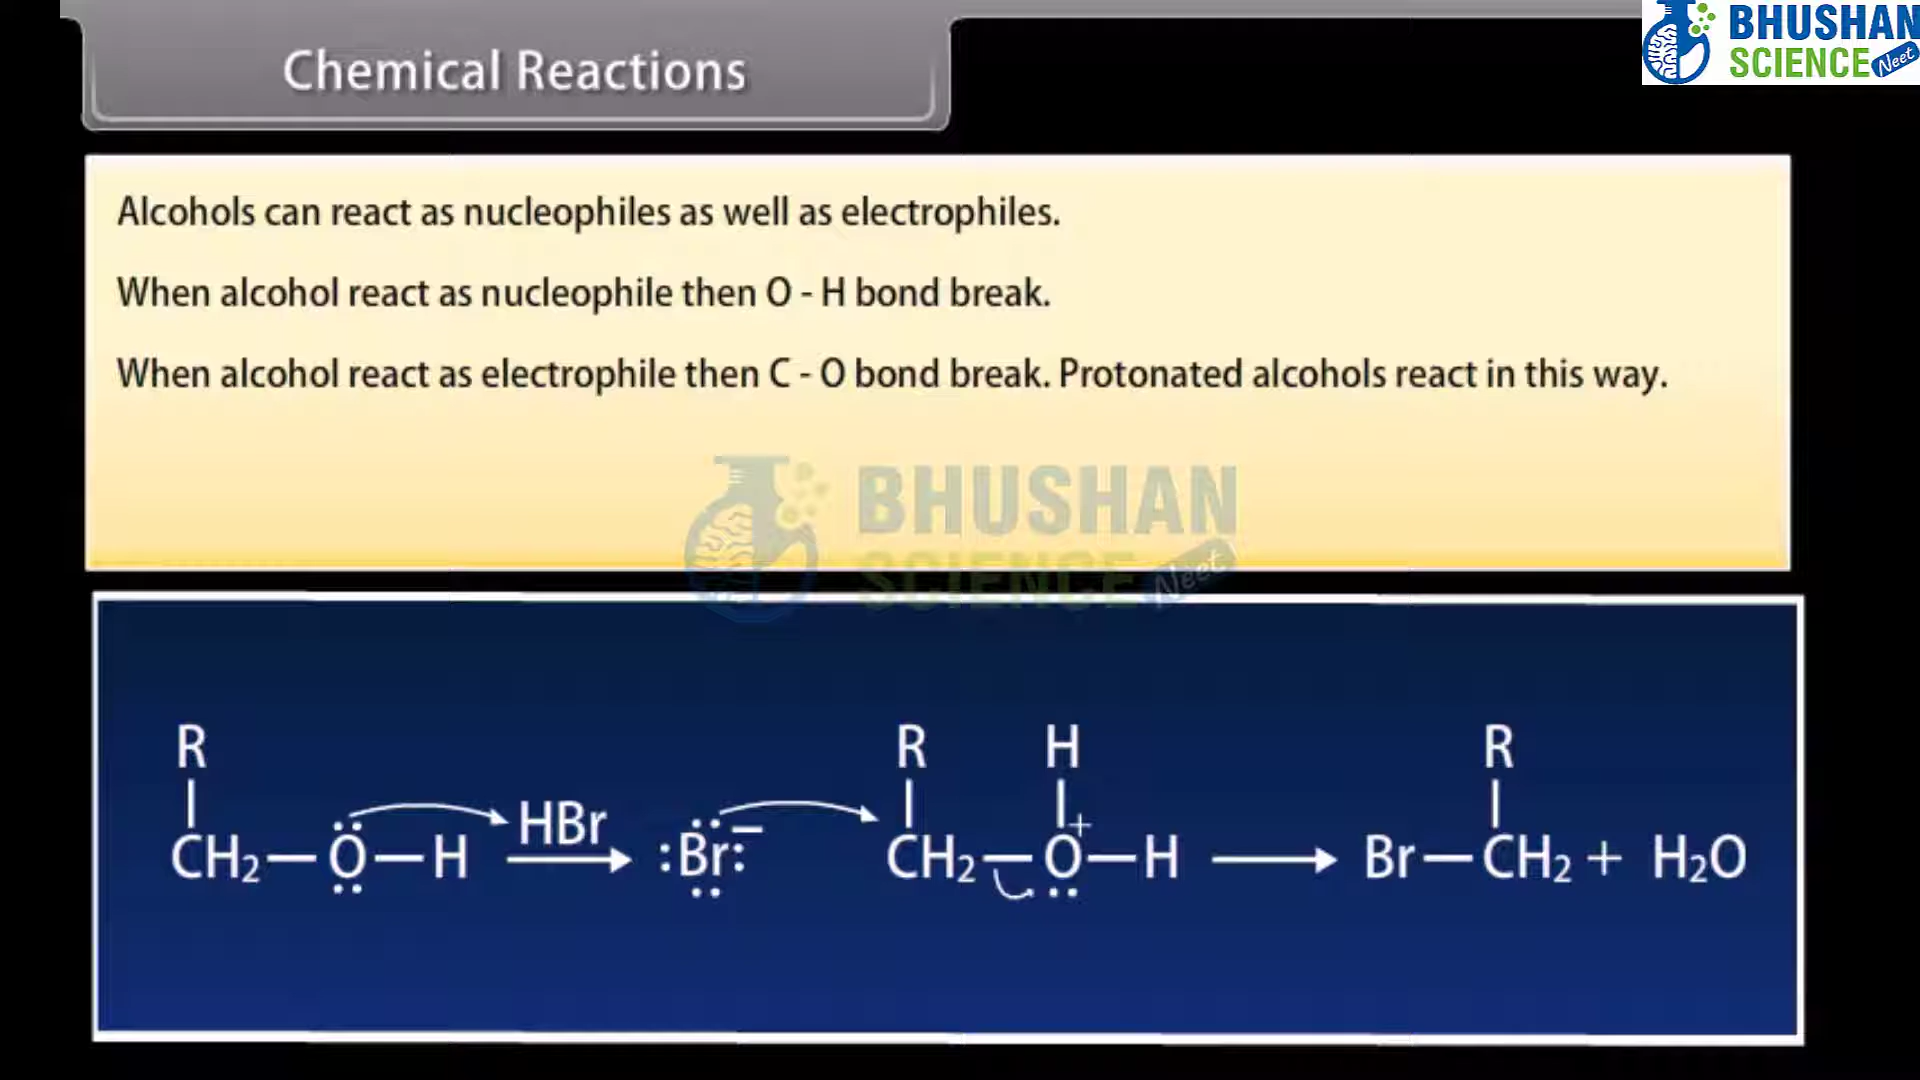 Chemical Reactions
BHUSHAN
SCIENCE Neet
Alcohols can react as nucleophiles as well as electrophiles.
When alcohol react as nucleophile then O - H bond break.
When alcohol react as electrophile then C - O bond break. Protonated alcohols react in this way.
BHUSHAN
SCIENCE Neet
R R H R
CH₂—Ö—H HBr :Br:⁻ CH₂—O⁺—H ⟶ Br—CH₂ + H₂O